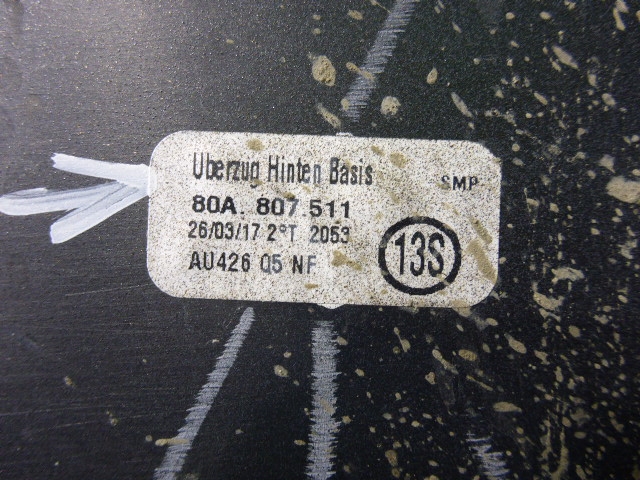 Uberzug Hinten Basis
SMP
80A. 807.511
26/03/17 2°T 2053
13S
AU426 Q5 NF